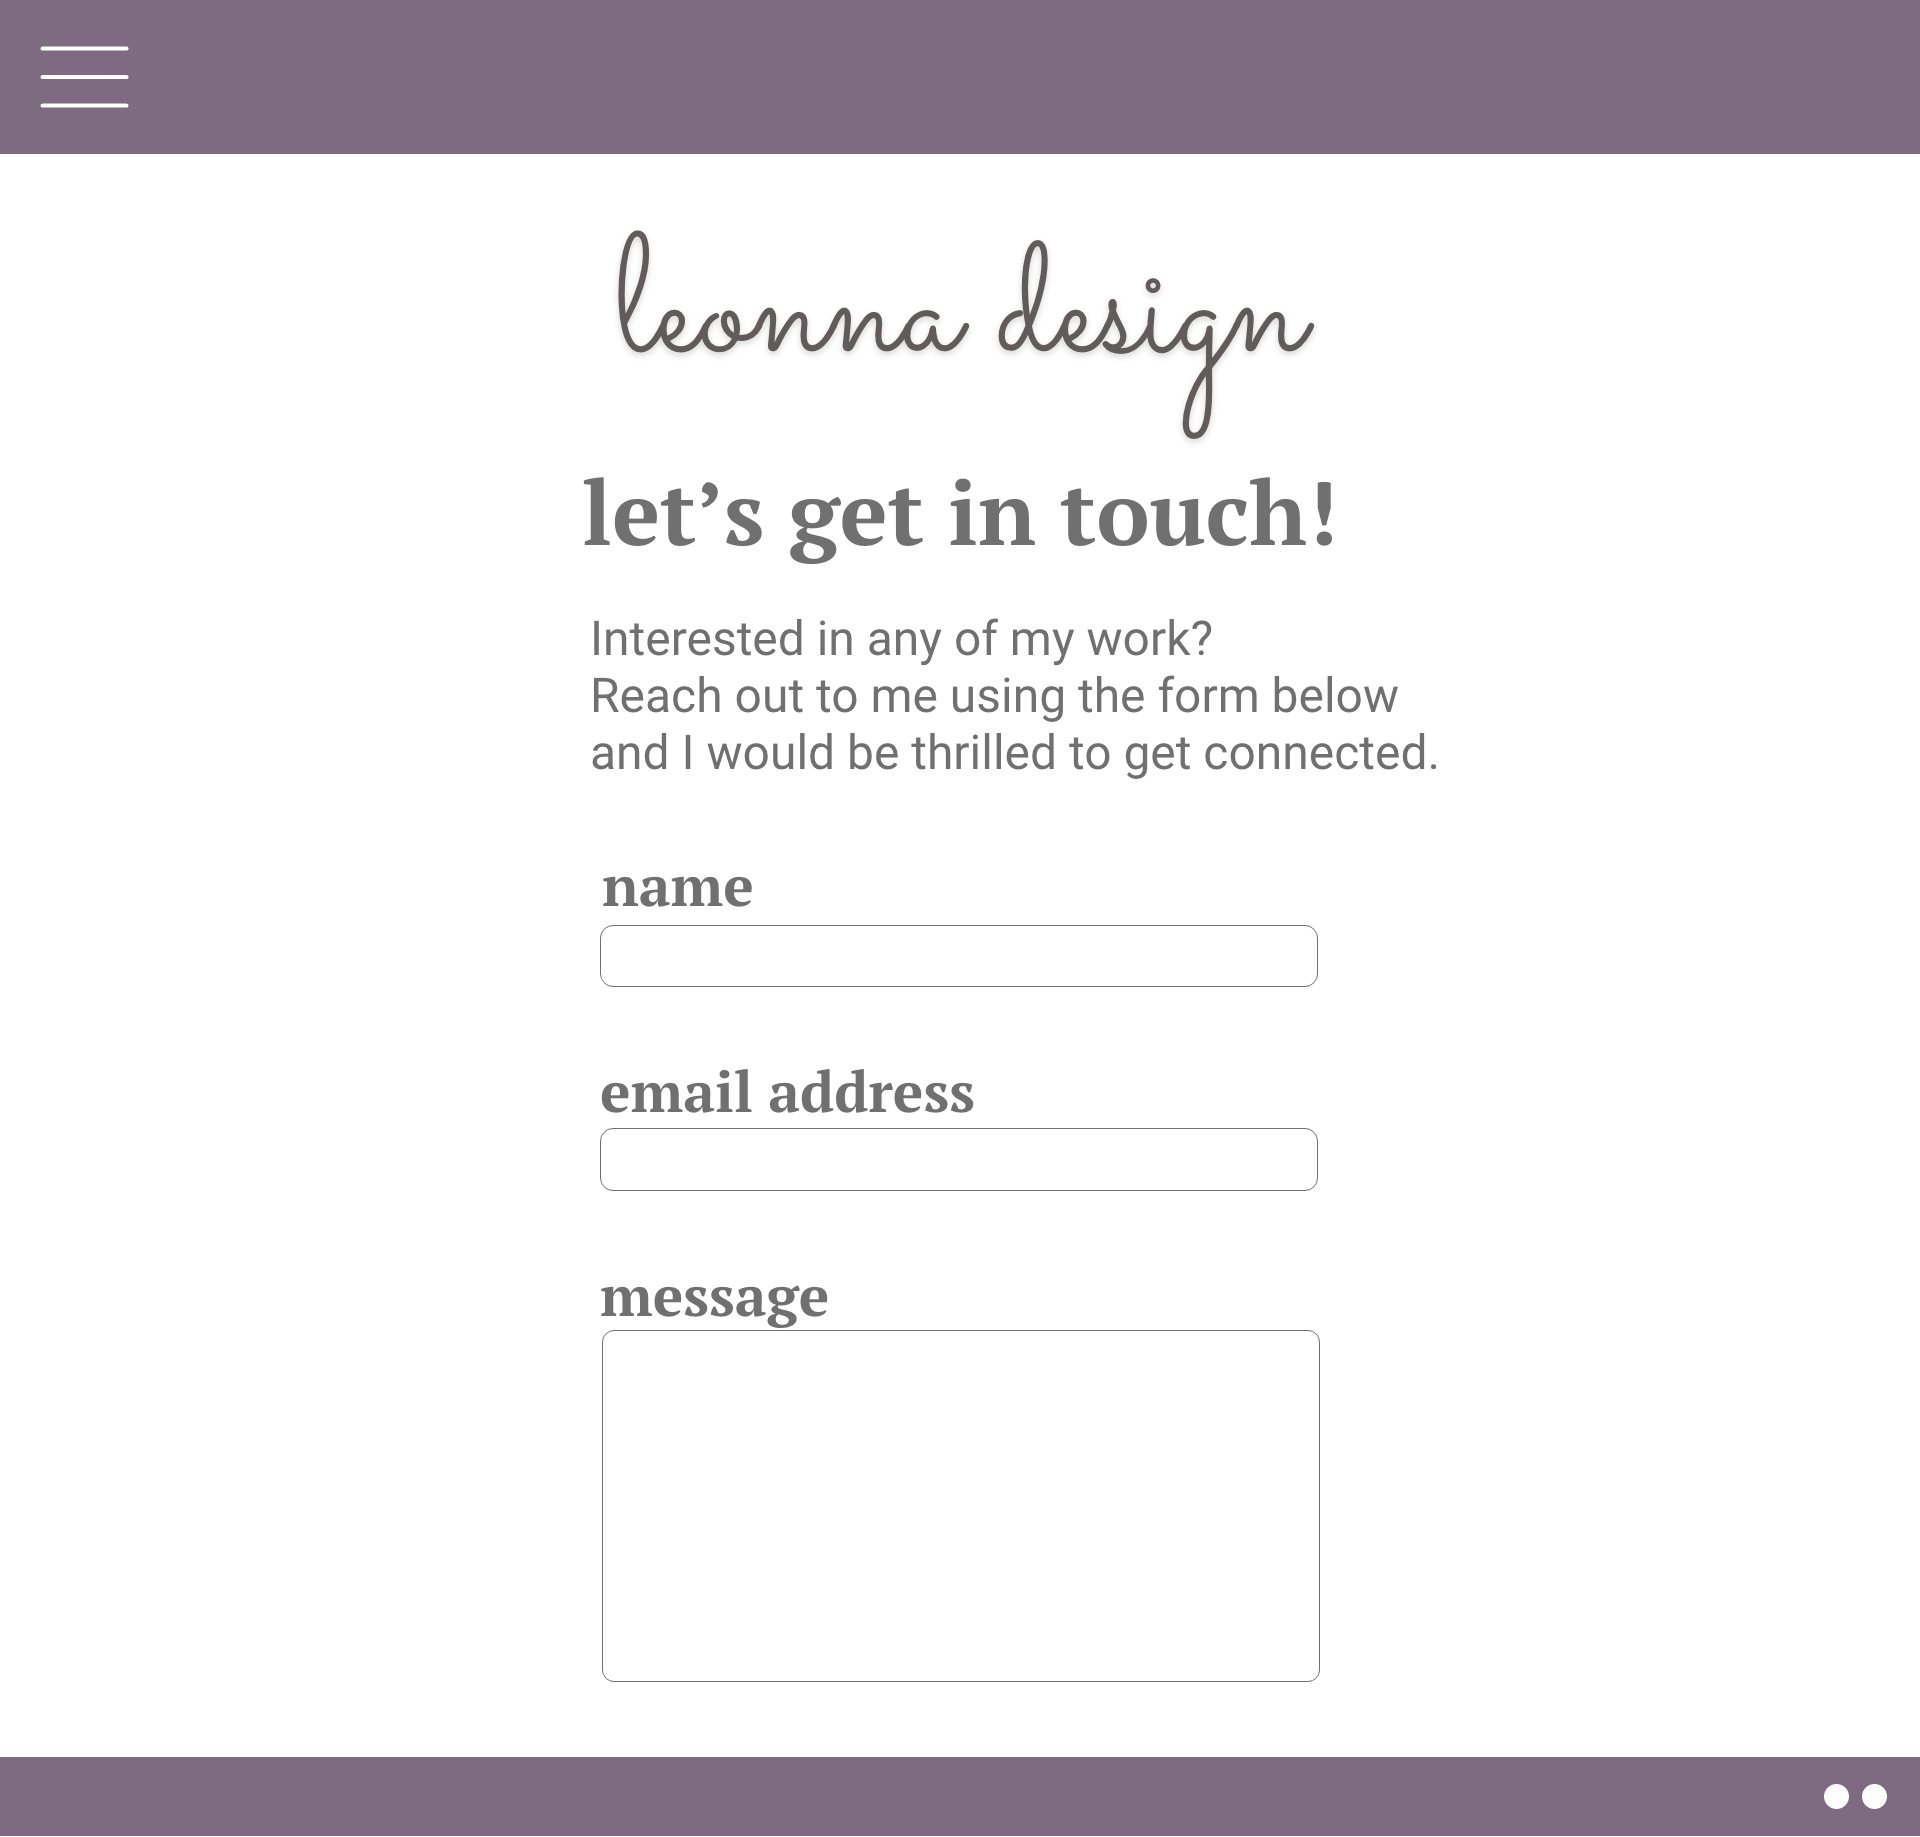 leonna design
let’s get in touch!
Interested in any of my work?
Reach out to me using the form below
and I would be thrilled to get connected.
name
email address
message